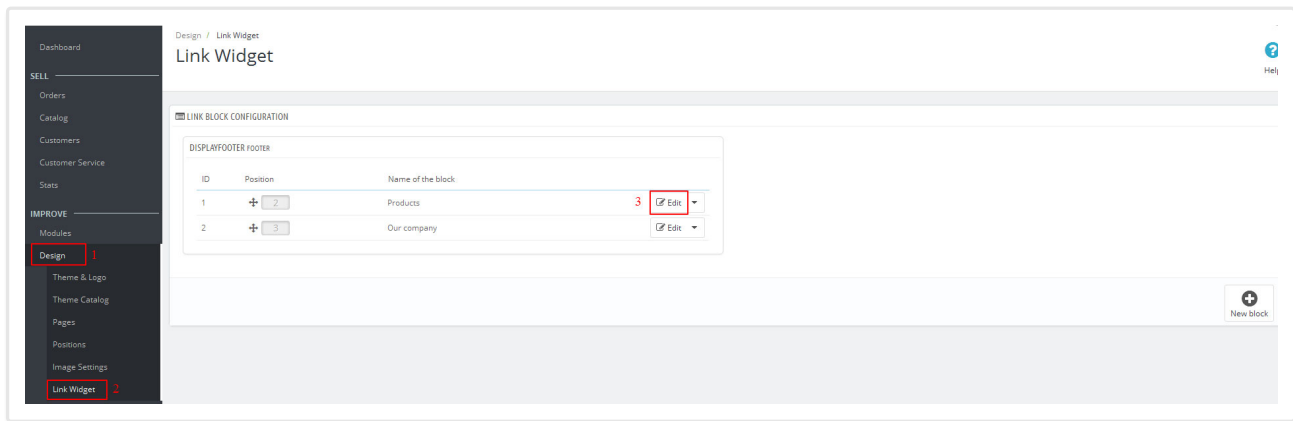 Dashboard
SELL
Orders
Catalog
Customers
Customer Service
Stats
IMPROVE
Modules
Design 1
Theme & Logo
Theme Catalog
Pages
Positions
Image Settings
Link Widget 2
Design / Link Widget
Link Widget
Help
LINK BLOCK CONFIGURATION
DISPLAYFOOTER FOOTER
ID Position Name of the block
1 2 Products 3 Edit
2 3 Our company Edit
New block